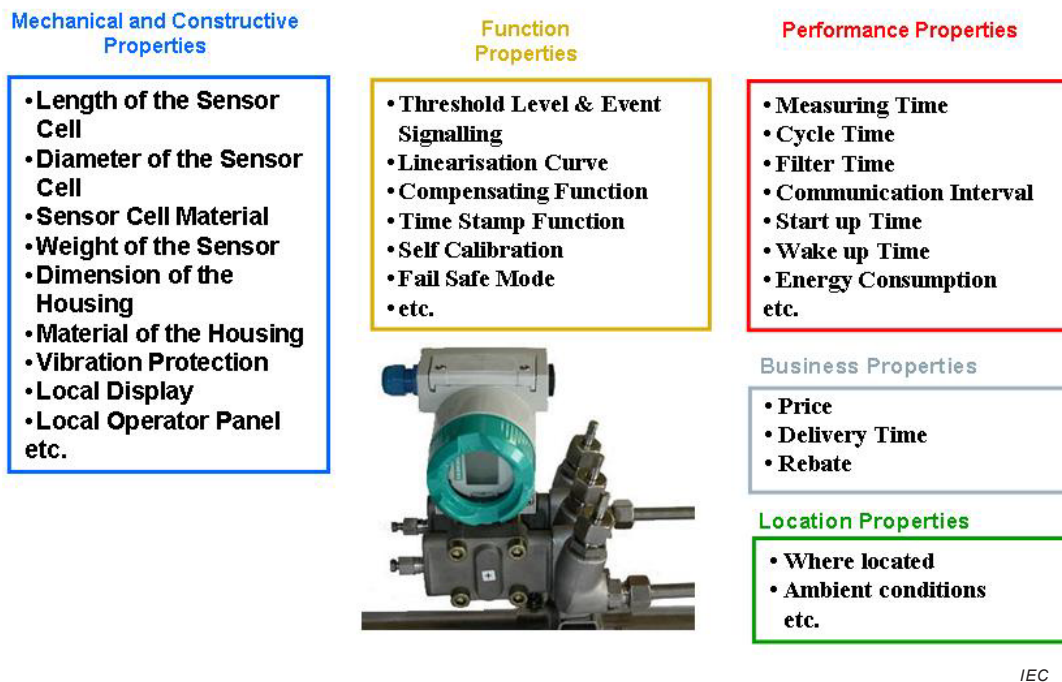 Mechanical and Constructive
Properties
• Length of the Sensor
Cell
• Diameter of the Sensor
Cell
• Sensor Cell Material
• Weight of the Sensor
• Dimension of the
Housing
• Material of the Housing
• Vibration Protection
• Local Display
• Local Operator Panel
etc.
Function
Properties
• Threshold Level & Event
Signalling
• Linearisation Curve
• Compensating Function
• Time Stamp Function
• Self Calibration
• Fail Safe Mode
• etc.
Performance Properties
• Measuring Time
• Cycle Time
• Filter Time
• Communication Interval
• Start up Time
• Wake up Time
• Energy Consumption
etc.
Business Properties
• Price
• Delivery Time
• Rebate
Location Properties
• Where located
• Ambient conditions
etc.
IEC